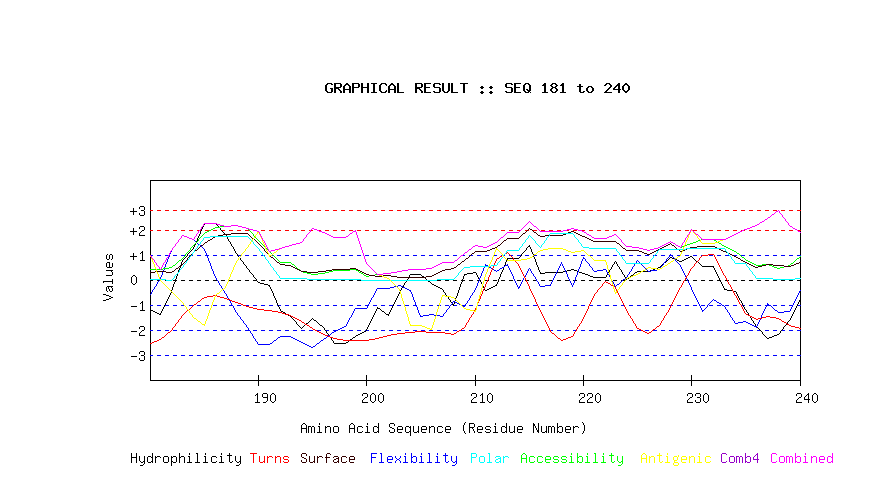 GRAPHICAL RESULT :: SEQ 181 to 240
+3
+2
+1
0
-1
-2
-3
Values
190 200 210 220 230 240
Amino Acid Sequence (Residue Number)
Hydrophilicity Turns Surface Flexibility Polar Accessibility Antigenic Comb4 Combined